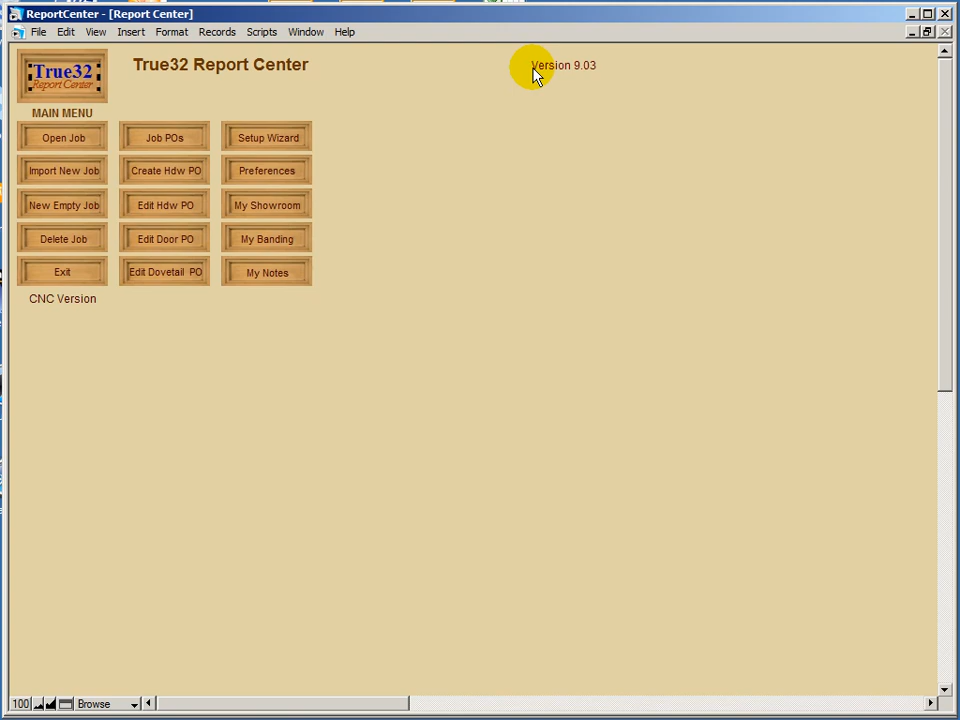 ReportCenter - [Report Center]
File Edit View Insert Format Records Scripts Window Help
True32
Report Center
True32 Report Center
Version 9.03
MAIN MENU
Open Job Job POs Setup Wizard
Import New Job Create Hdw PO Preferences
New Empty Job Edit Hdw PO My Showroom
Delete Job Edit Door PO My Banding
Exit Edit Dovetail PO My Notes
CNC Version
100 Browse